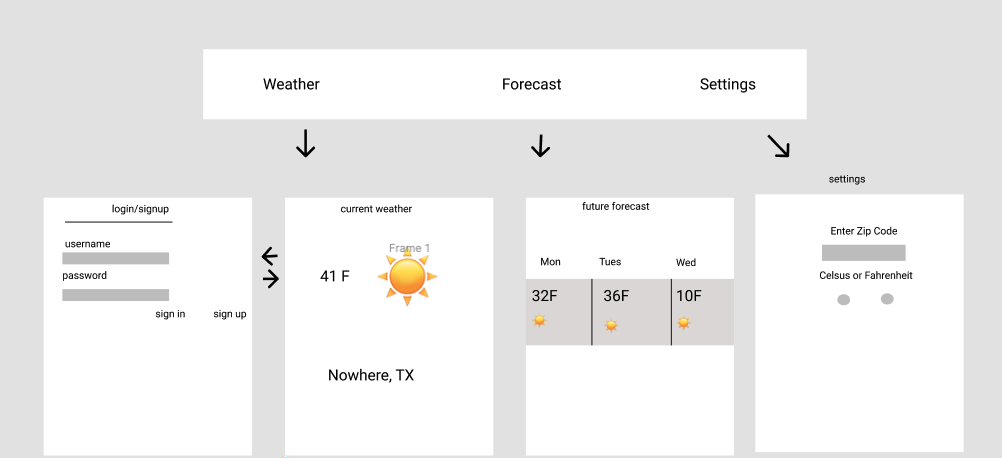 Weather
Forecast
Settings
login/signup
username
password
sign in
sign up
current weather
Frame 1
41 F
Nowhere, TX
future forecast
Mon
Tues
Wed
32F
36F
10F
settings
Enter Zip Code
Celsus or Fahrenheit